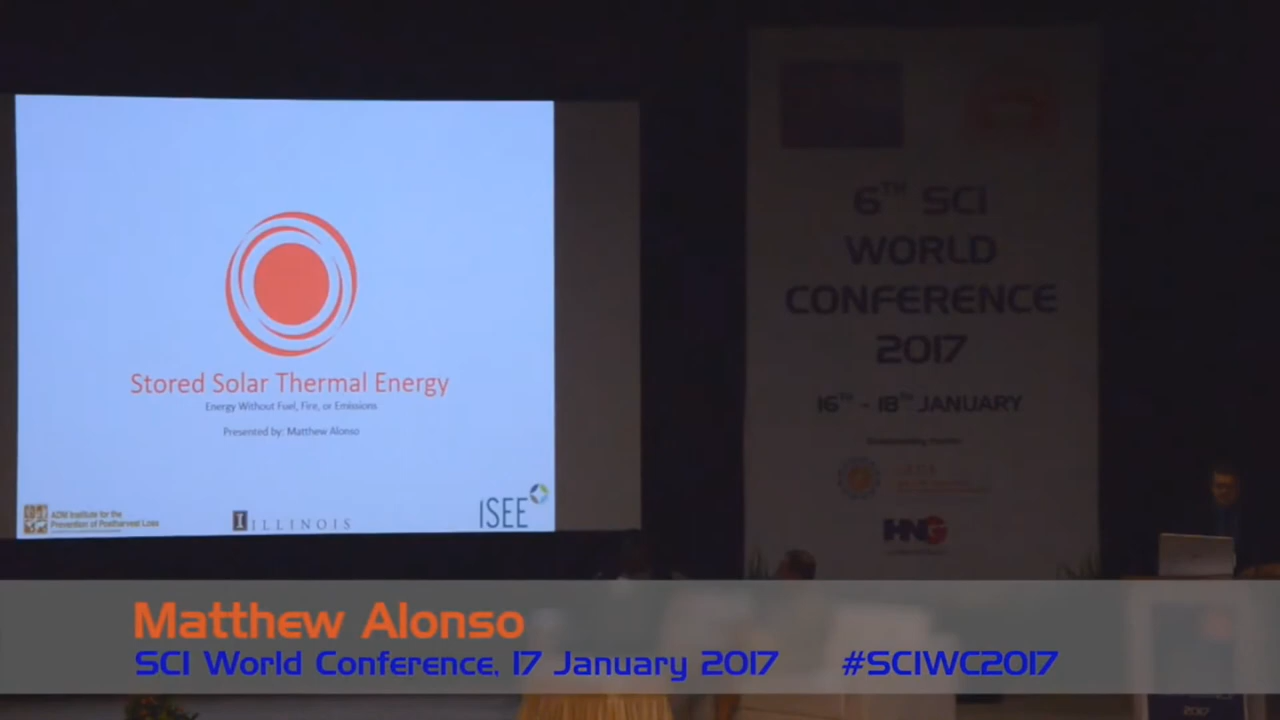 Stored Solar Thermal Energy
Energy Without Fuel, Fire, or Emissions
Presented by: Matthew Alonso
ADM Institute for the
Prevention of Postharvest Loss
I ILLINOIS
ISEE
6TH SCI
WORLD
CONFERENCE
2017
16TH - 18TH JANUARY
HNG
2017
Matthew Alonso
SCI World Conference, 17 January 2017 #SCIWC2017